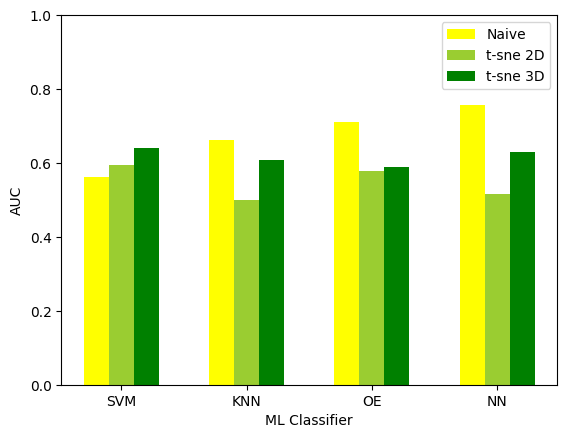 1.0
0.8
0.6
0.4
0.2
0.0
AUC
Naive
t-sne 2D
t-sne 3D
SVM KNN OE NN
ML Classifier